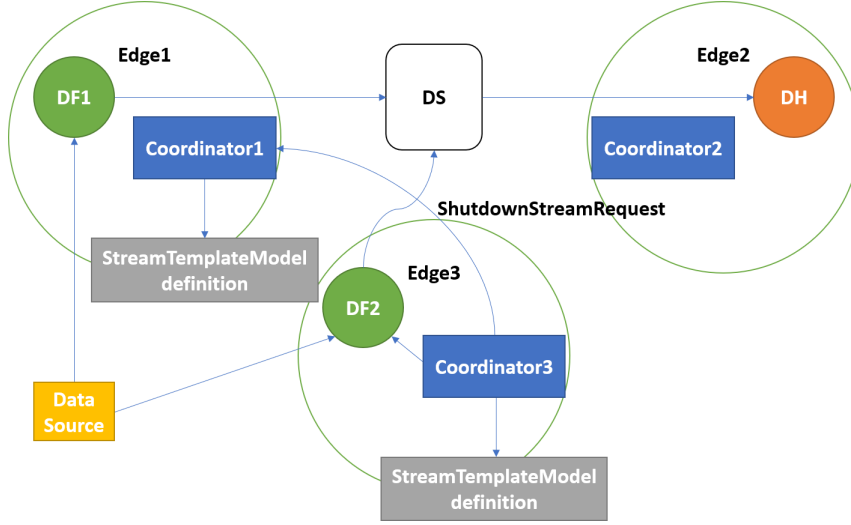 Edge1
Edge2
DF1
DS
DH
Coordinator1
Coordinator2
ShutdownStreamRequest
StreamTemplateModel
definition
Edge3
DF2
Coordinator3
Data
Source
StreamTemplateModel
definition